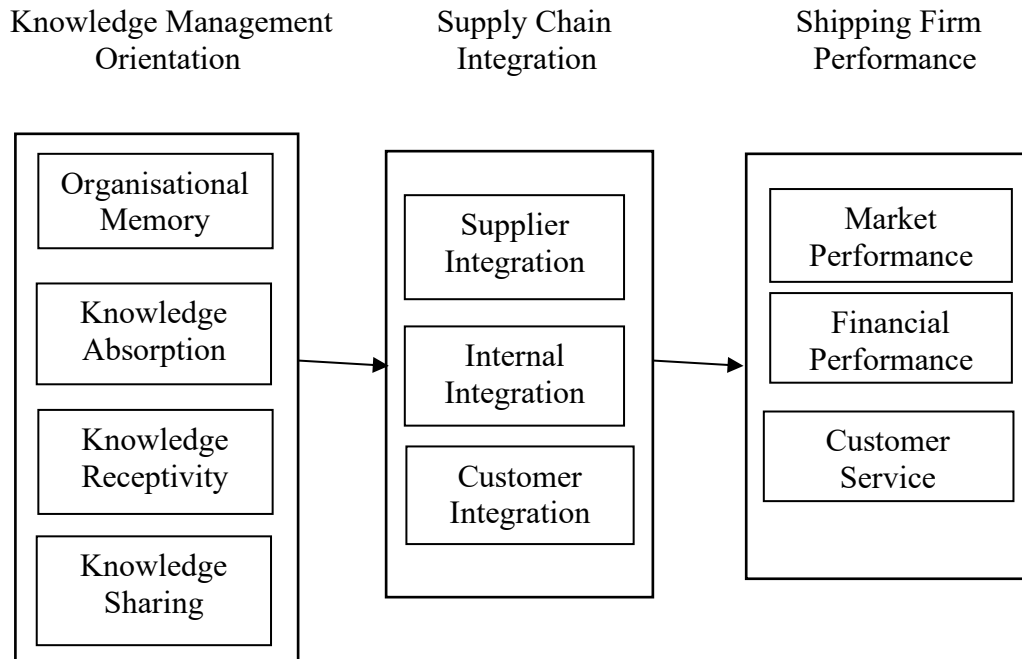 Knowledge Management
Orientation
Supply Chain
Integration
Shipping Firm
Performance
Organisational
Memory
Knowledge
Absorption
Knowledge
Receptivity
Knowledge
Sharing
Supplier
Integration
Internal
Integration
Customer
Integration
Market
Performance
Financial
Performance
Customer
Service